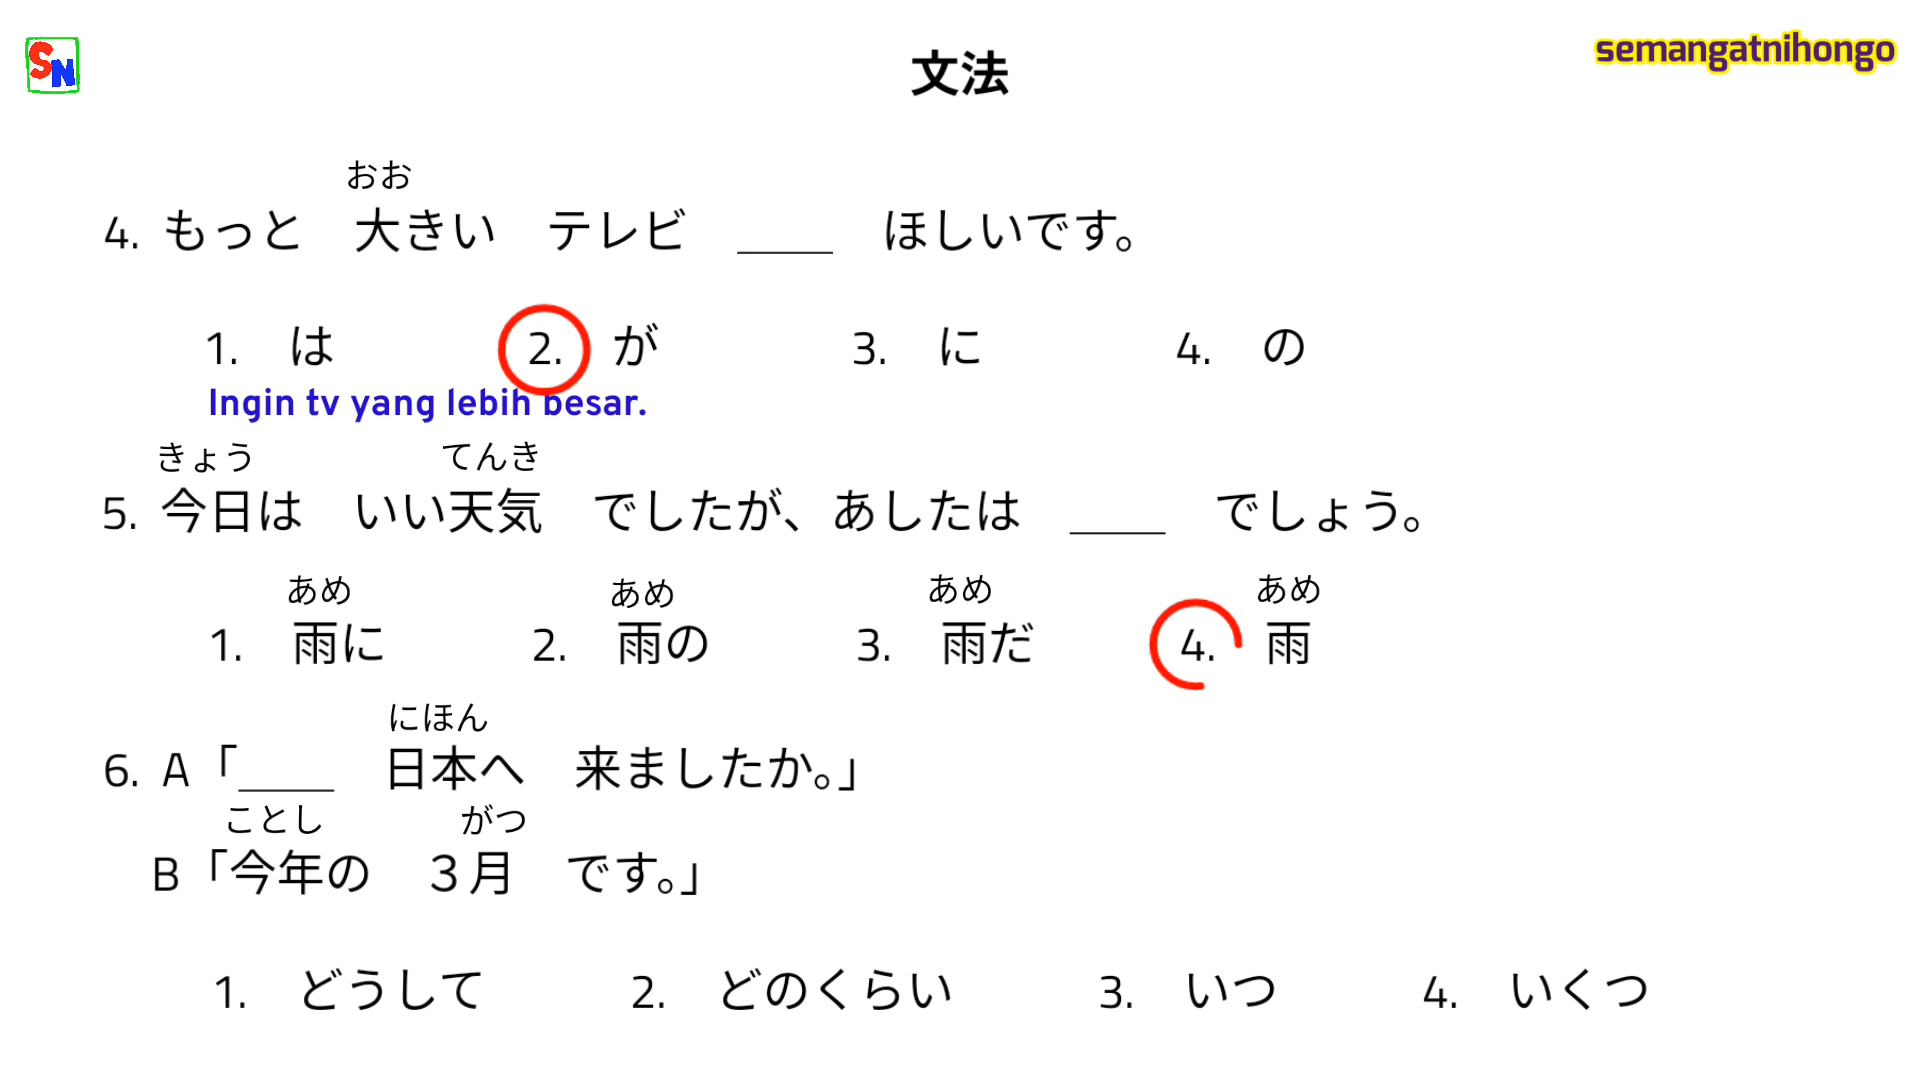 SN
文法
semangatnihongo
おお
4. もっと 大きい テレビ ____ ほしいです。
1. は 2. が 3. に 4. の
Ingin tv yang lebih besar.
きょう てんき
5. 今日は いい天気 でしたが、あしたは ____ でしょう。
あめ あめ あめ あめ
1. 雨に 2. 雨の 3. 雨だ 4. 雨
にほん
6. A「____ 日本へ 来ましたか。」
ことし がつ
B「今年の 3月 です。」
1. どうして 2. どのくらい 3. いつ 4. いくつ